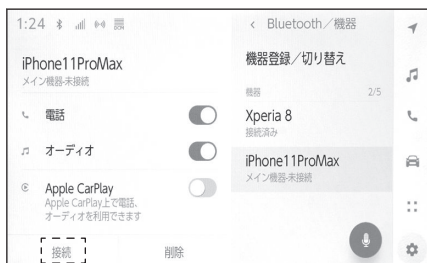 1:24
iPhone11ProMax
メイン機器-未接続
電話
オーディオ
Apple CarPlay
Apple CarPlay上で電話、
オーディオを利用できます
接続
削除
< Bluetooth／機器
機器登録／切り替え
機器
2/5
Xperia 8
接続済み
iPhone11ProMax
メイン機器-未接続